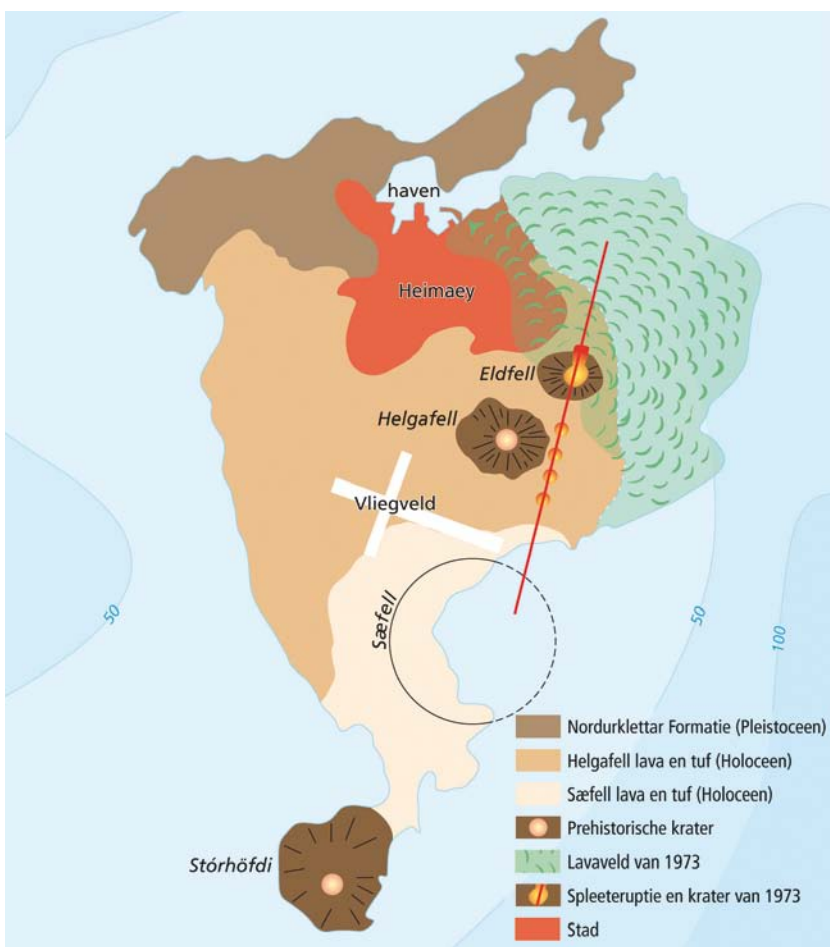 haven
Heimaey
Eldfell
Helgafell
Vliegveld
Sæfell
50
50
100
Nordurklettar Formatie (Pleistoceen)
Helgafell lava en tuf (Holoceen)
Sæfell lava en tuf (Holoceen)
Prehistorische krater
Stórhöfdi
Lavaveld van 1973
Spleeteruptie en krater van 1973
Stad